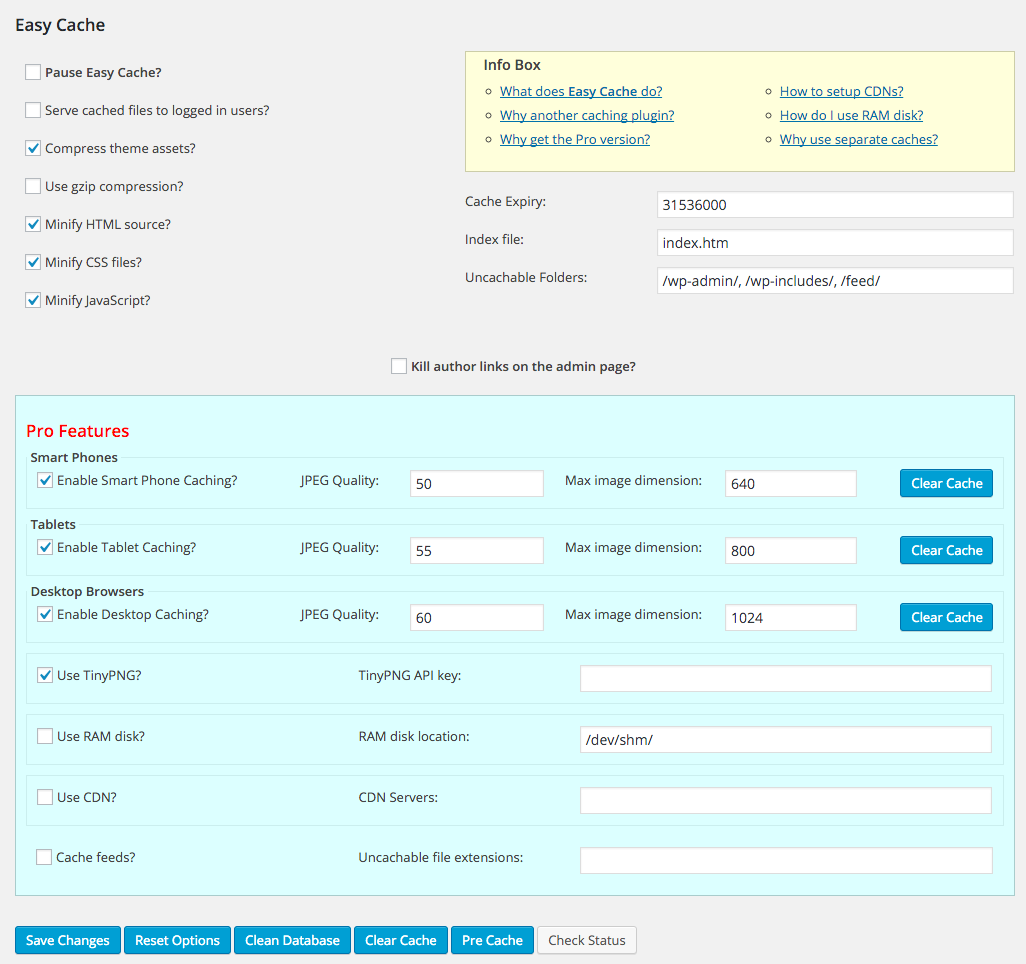 Easy Cache
Pause Easy Cache?
Serve cached files to logged in users?
Compress theme assets?
Use gzip compression?
Minify HTML source?
Minify CSS files?
Minify JavaScript?
Info Box
What does Easy Cache do?
Why another caching plugin?
Why get the Pro version?
How to setup CDNs?
How do I use RAM disk?
Why use separate caches?
Cache Expiry: 31536000
Index file: index.htm
Uncachable Folders: /wp-admin/, /wp-includes/, /feed/
Kill author links on the admin page?
Pro Features
Smart Phones
Enable Smart Phone Caching? JPEG Quality: 50 Max image dimension: 640 Clear Cache
Tablets
Enable Tablet Caching? JPEG Quality: 55 Max image dimension: 800 Clear Cache
Desktop Browsers
Enable Desktop Caching? JPEG Quality: 60 Max image dimension: 1024 Clear Cache
Use TinyPNG? TinyPNG API key:
Use RAM disk? RAM disk location: /dev/shm/
Use CDN? CDN Servers:
Cache feeds? Uncachable file extensions:
Save Changes Reset Options Clean Database Clear Cache Pre Cache Check Status